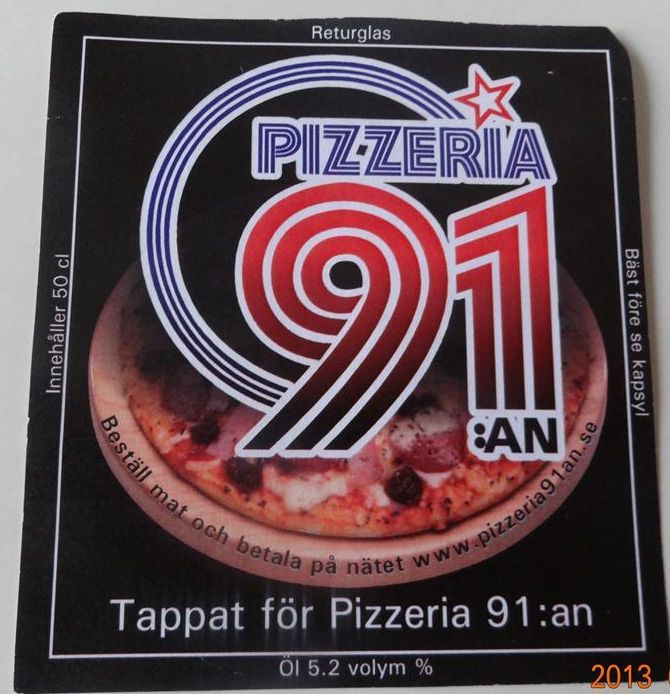 Returglas
PIZZERIA
91
:AN
Innehåller 50 cl
Bäst före se kapsyl
Beställ mat och betala på nätet www.pizzeria91an.se
Tappat för Pizzeria 91:an
Öl 5.2 volym %
2013